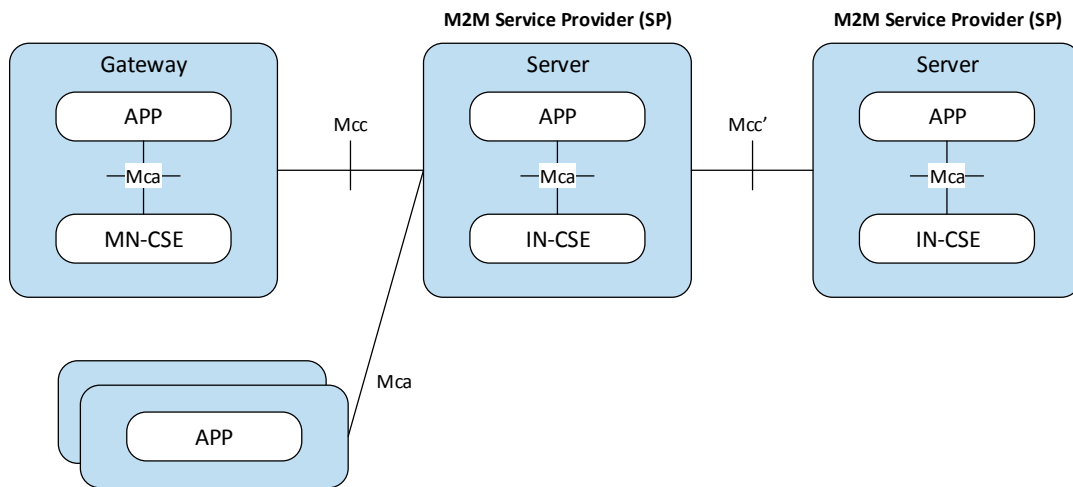 M2M Service Provider (SP)
M2M Service Provider (SP)
Gateway
Server
Server
APP
APP
APP
Mcc
Mcc’
Mca
Mca
Mca
MN-CSE
IN-CSE
IN-CSE
Mca
APP